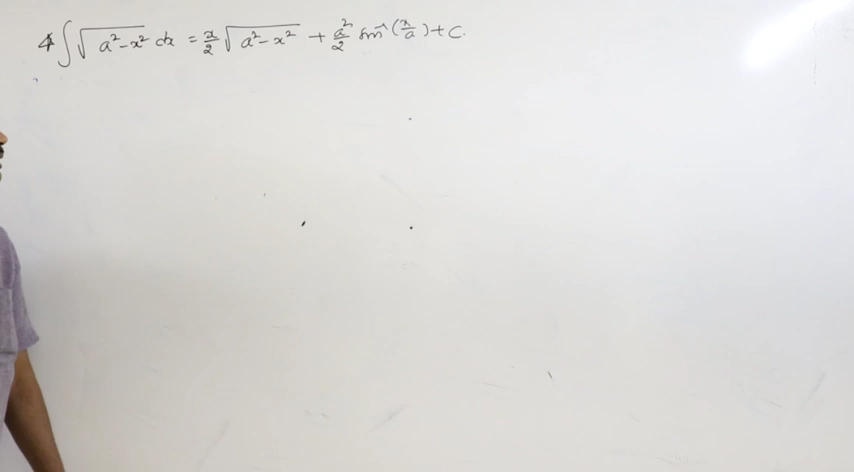 4 ∫√(a²-x²) dx = x/2 √(a²-x²) + a²/2 sin⁻¹(x/a) + C.